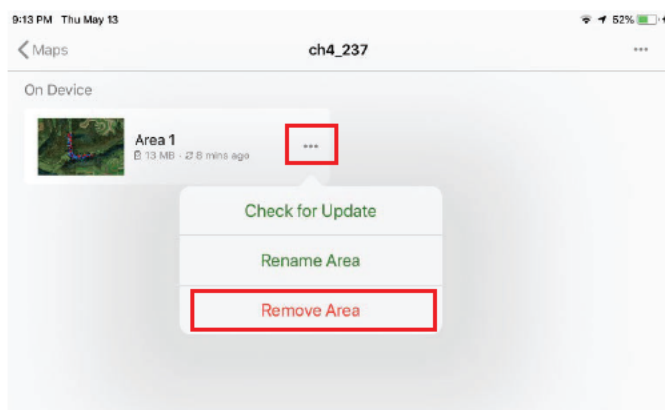 9:13 PM Thu May 13
52%
Maps
ch4_237
...
On Device
Area 1
13 MB - 8 mins ago
...
Check for Update
Rename Area
Remove Area